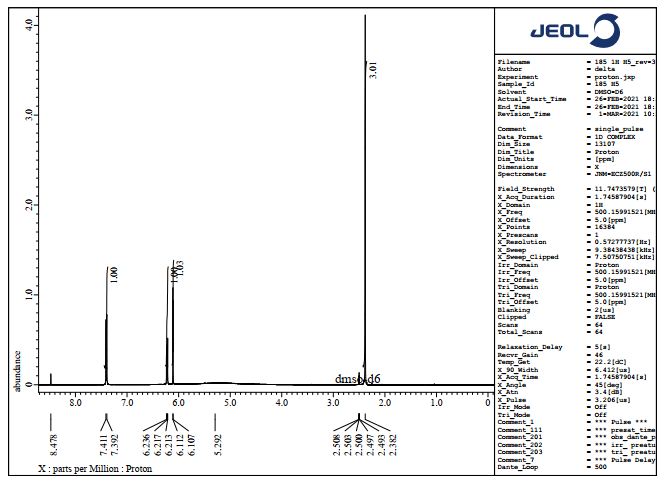 JEOL
4.0
3.0
2.0
1.0
0
abundance
3.01
1.00
1.00
1.03
dmso-d6
8.0 7.0 6.0 5.0 4.0 3.0 2.0 1.0 0
8.478
7.411
7.392
6.236
6.217
6.213
6.112
6.107
5.292
2.508
2.503
2.500
2.497
2.493
2.382
X : parts per Million : Proton
Filename = 185 1H H5_rev=3
Author = delta
Experiment = proton.jxp
Sample_Id = 185 H5
Solvent = DMSO-D6
Actual_Start_Time = 26-FEB-2021 18:
End_Time = 26-FEB-2021 18:
Revision_Time = 1-MAR-2021 10:
Comment = single_pulse
Data_Format = 1D COMPLEX
Dim_Size = 13107
Dim_Title = Proton
Dim_Units = [ppm]
Dimensions = X
Spectrometer = JNM-ECZ500R/S1
Field_Strength = 11.7473579[T] (
X_Acq_Duration = 1.74587904[s]
X_Domain = 1H
X_Freq = 500.15991521[MH
X_Offset = 5.0[ppm]
X_Points = 16384
X_Prescans = 1
X_Resolution = 0.57277737[Hz]
X_Sweep = 9.38438438[kHz]
X_Sweep_Clipped = 7.50750751[kHz]
Irr_Domain = Proton
Irr_Freq = 500.15991521[MH
Irr_Offset = 5.0[ppm]
Tri_Domain = Proton
Tri_Freq = 500.15991521[MH
Tri_Offset = 5.0[ppm]
Blanking = 2[us]
Clipped = FALSE
Scans = 64
Total_Scans = 64
Relaxation_Delay = 5[s]
Recvr_Gain = 46
Temp_Get = 22.2[dC]
X_90_Width = 6.412[us]
X_Acq_Time = 1.74587904[s]
X_Angle = 45[deg]
X_Atn = 3.4[dB]
X_Pulse = 3.206[us]
Irr_Mode = Off
Tri_Mode = Off
Comment_1 = *** Pulse ***
Comment_111 = *** preset_time
Comment_201 = *** obs_dante_p
Comment_202 = *** irr_ preatu
Comment_203 = *** tri_ preatu
Comment_7 = *** Pulse Delay
Dante_Loop = 500